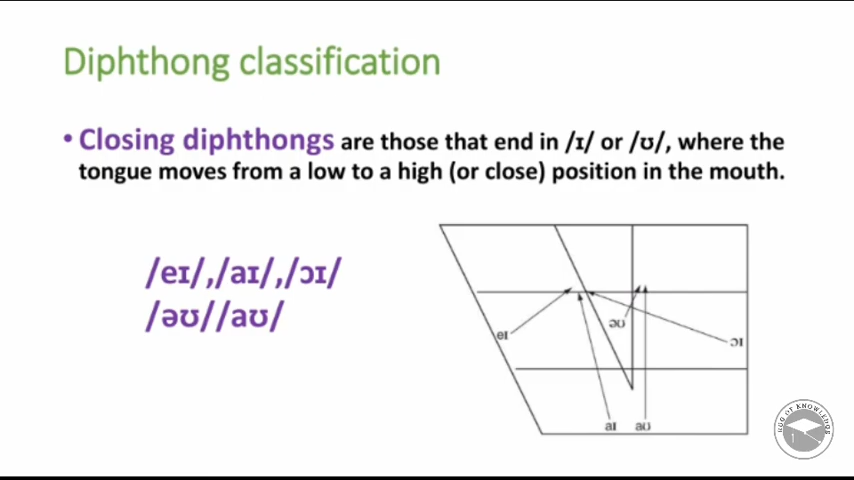 Diphthong classification
• Closing diphthongs are those that end in /ɪ/ or /ʊ/, where the
tongue moves from a low to a high (or close) position in the mouth.
/eɪ/,/aɪ/,/ɔɪ/
/əʊ//aʊ/
əʊ
eɪ
ɔɪ
aɪ
aʊ